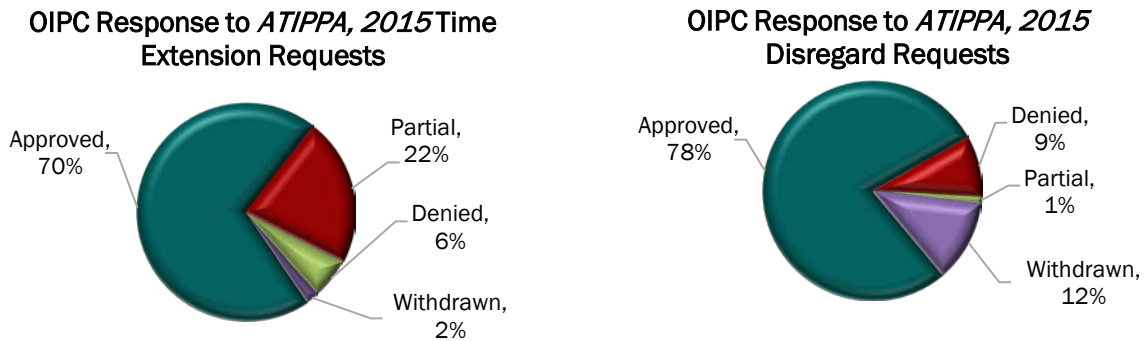 OIPC Response to ATIPPA, 2015 Time
Extension Requests
Approved,
70%
Partial,
22%
Denied,
6%
Withdrawn,
2%
OIPC Response to ATIPPA, 2015
Disregard Requests
Approved,
78%
Denied,
9%
Partial,
1%
Withdrawn,
12%